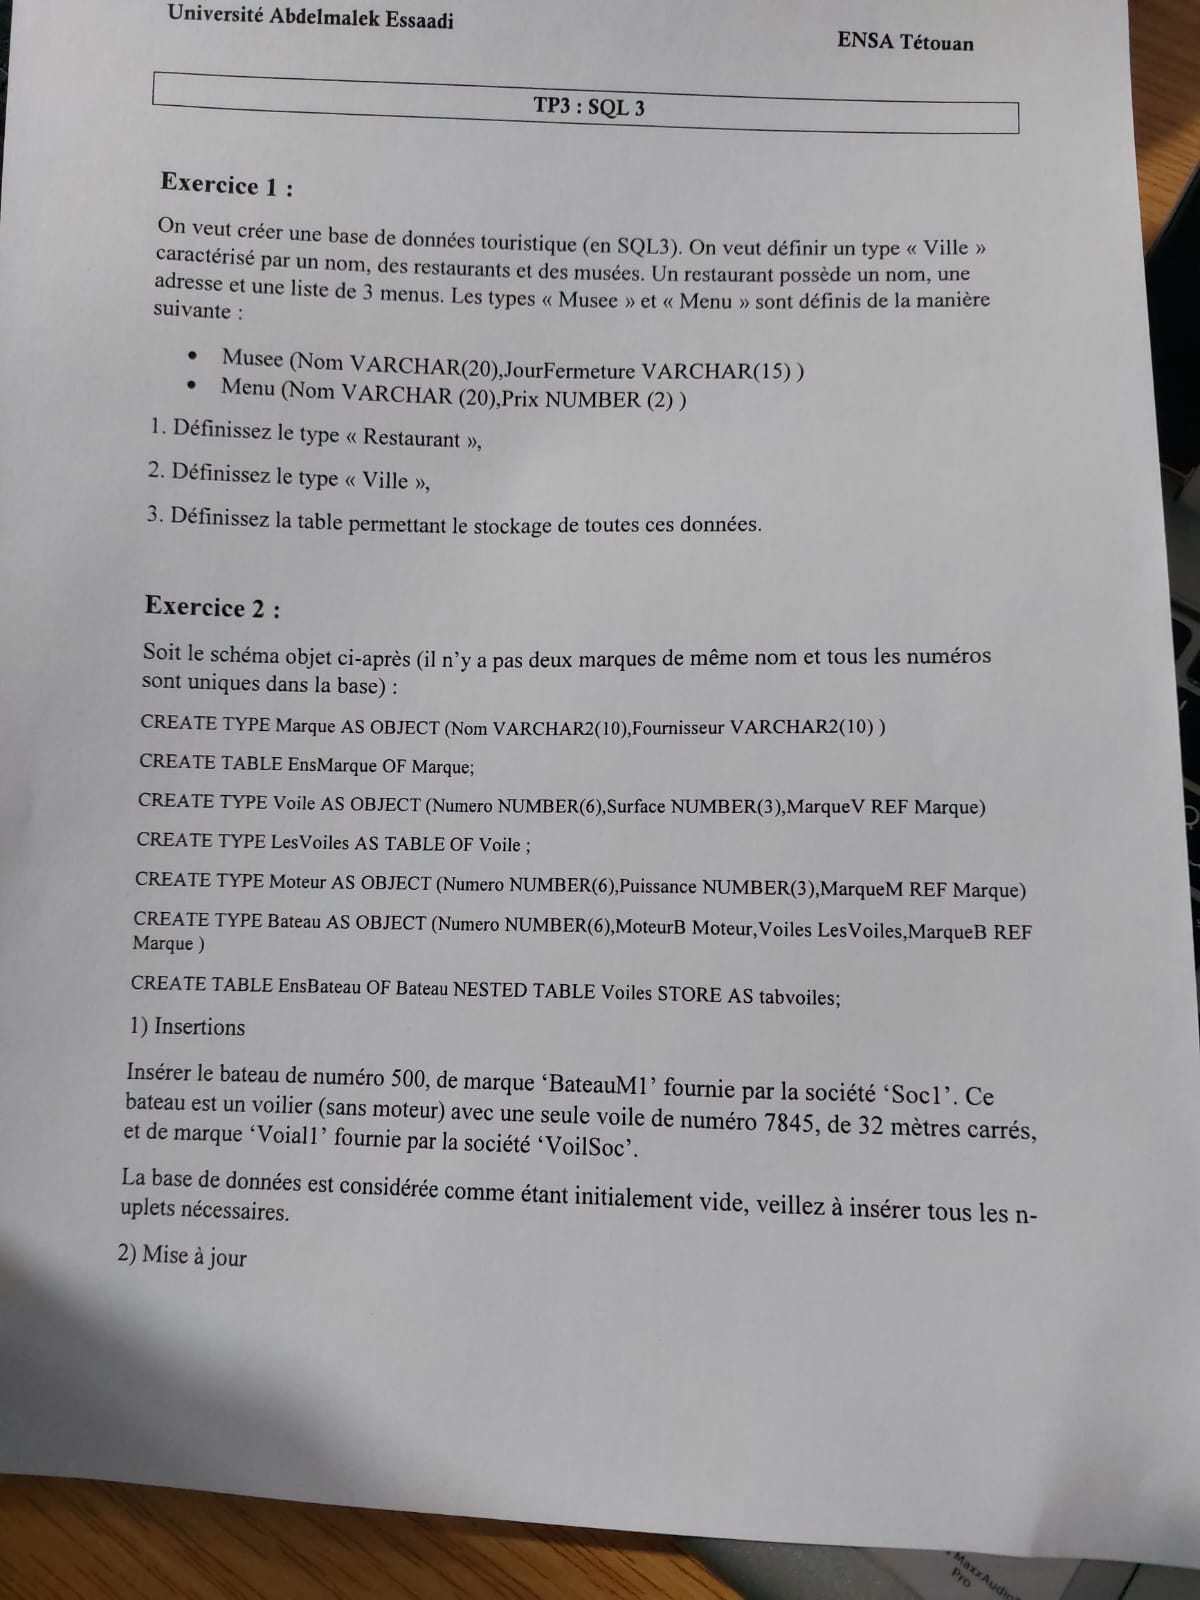 Université Abdelmalek Essaadi
ENSA Tétouan
TP3 : SQL 3
Exercice 1 :
On veut créer une base de données touristique (en SQL3). On veut définir un type « Ville »
caractérisé par un nom, des restaurants et des musées. Un restaurant possède un nom, une
adresse et une liste de 3 menus. Les types « Musee » et « Menu » sont définis de la manière
suivante :
• Musee (Nom VARCHAR(20),JourFermeture VARCHAR(15) )
• Menu (Nom VARCHAR (20),Prix NUMBER (2) )
1. Définissez le type « Restaurant »,
2. Définissez le type « Ville »,
3. Définissez la table permettant le stockage de toutes ces données.
Exercice 2 :
Soit le schéma objet ci-après (il n’y a pas deux marques de même nom et tous les numéros
sont uniques dans la base) :
CREATE TYPE Marque AS OBJECT (Nom VARCHAR2(10),Fournisseur VARCHAR2(10) )
CREATE TABLE EnsMarque OF Marque;
CREATE TYPE Voile AS OBJECT (Numero NUMBER(6),Surface NUMBER(3),MarqueV REF Marque)
CREATE TYPE LesVoiles AS TABLE OF Voile ;
CREATE TYPE Moteur AS OBJECT (Numero NUMBER(6),Puissance NUMBER(3),MarqueM REF Marque)
CREATE TYPE Bateau AS OBJECT (Numero NUMBER(6),MoteurB Moteur,Voiles LesVoiles,MarqueB REF
Marque )
CREATE TABLE EnsBateau OF Bateau NESTED TABLE Voiles STORE AS tabvoiles;
1) Insertions
Insérer le bateau de numéro 500, de marque ‘BateauM1’ fournie par la société ‘Soc1’. Ce
bateau est un voilier (sans moteur) avec une seule voile de numéro 7845, de 32 mètres carrés,
et de marque ‘Voial1’ fournie par la société ‘VoilSoc’.
La base de données est considérée comme étant initialement vide, veillez à insérer tous les n-
uplets nécessaires.
2) Mise à jour
MaxxAudio
Pro